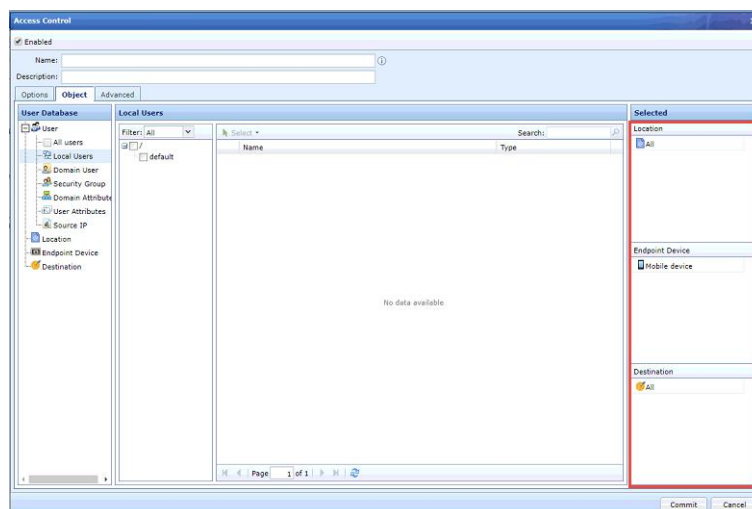 Access Control
Enabled
Name:
Description:
Options Object Advanced
User Database
User
All users
Local Users
Domain User
Security Group
Domain Attribute
User Attributes
Source IP
Location
Endpoint Device
Destination
Local Users
Filter: All
/
default
Select Search:
Name Type
No data available
Page 1 of 1
Selected
Location
All
Endpoint Device
Mobile device
Destination
All
Commit Cancel